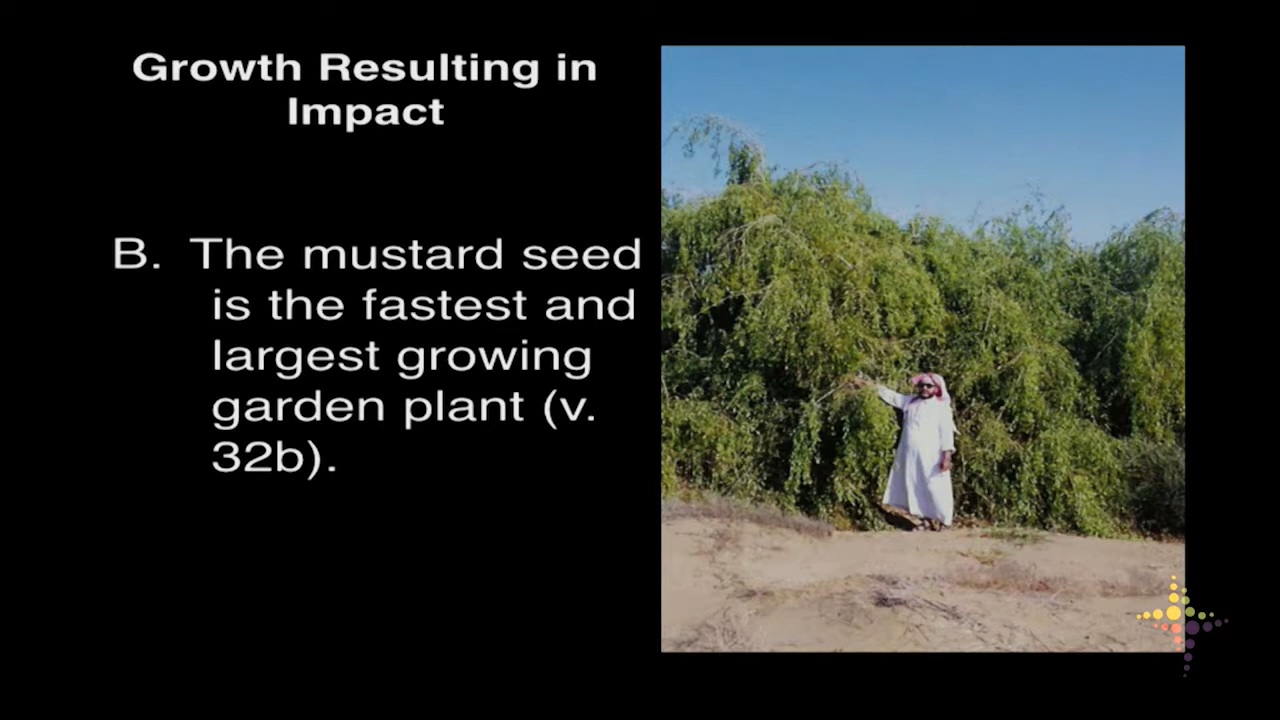 Growth Resulting in
Impact
B. The mustard seed
is the fastest and
largest growing
garden plant (v.
32b).